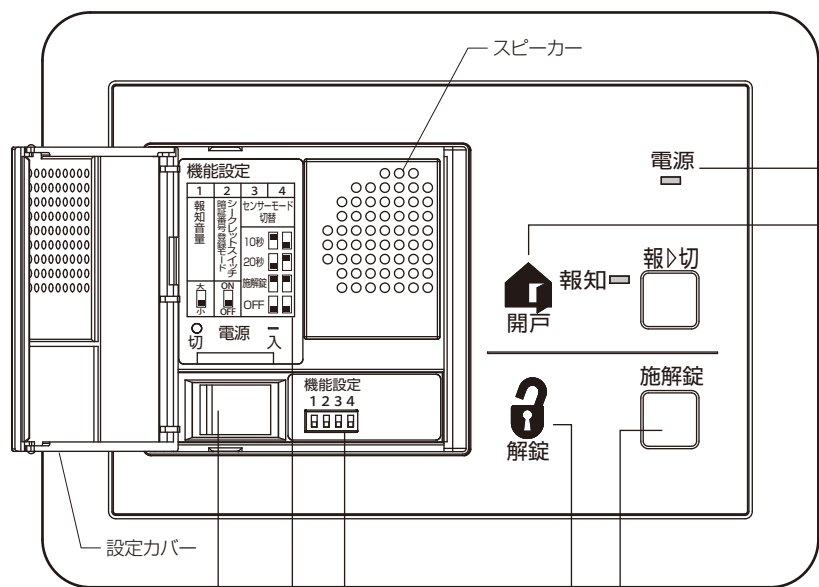 スピーカー
電源
機能設定
1 2 3 4
報知音量
シークレットスイッチ
暗証番号登録モード
センサーモード
切替
10秒
20秒
施解錠
OFF
大
小
ON
OFF
切 電源 入
報知
報▷切
開戸
機能設定
1 2 3 4
施解錠
解錠
設定カバー